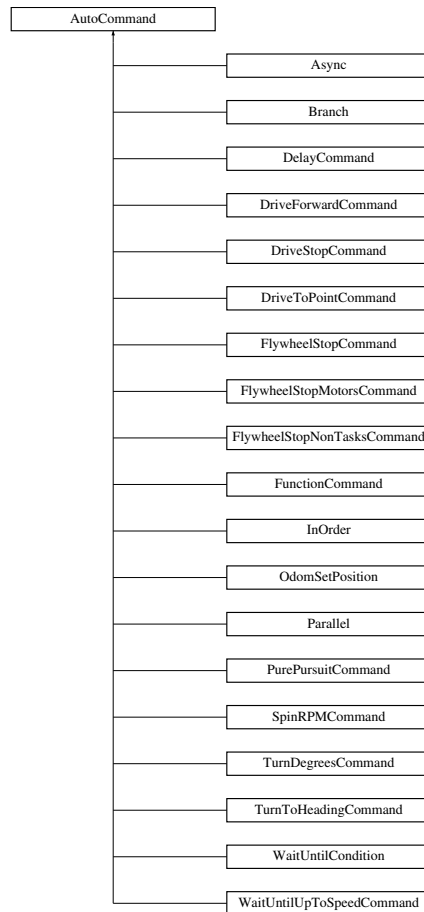 AutoCommand
Async
Branch
DelayCommand
DriveForwardCommand
DriveStopCommand
DriveToPointCommand
FlywheelStopCommand
FlywheelStopMotorsCommand
FlywheelStopNonTasksCommand
FunctionCommand
InOrder
OdomSetPosition
Parallel
PurePursuitCommand
SpinRPMCommand
TurnDegreesCommand
TurnToHeadingCommand
WaitUntilCondition
WaitUntilUpToSpeedCommand